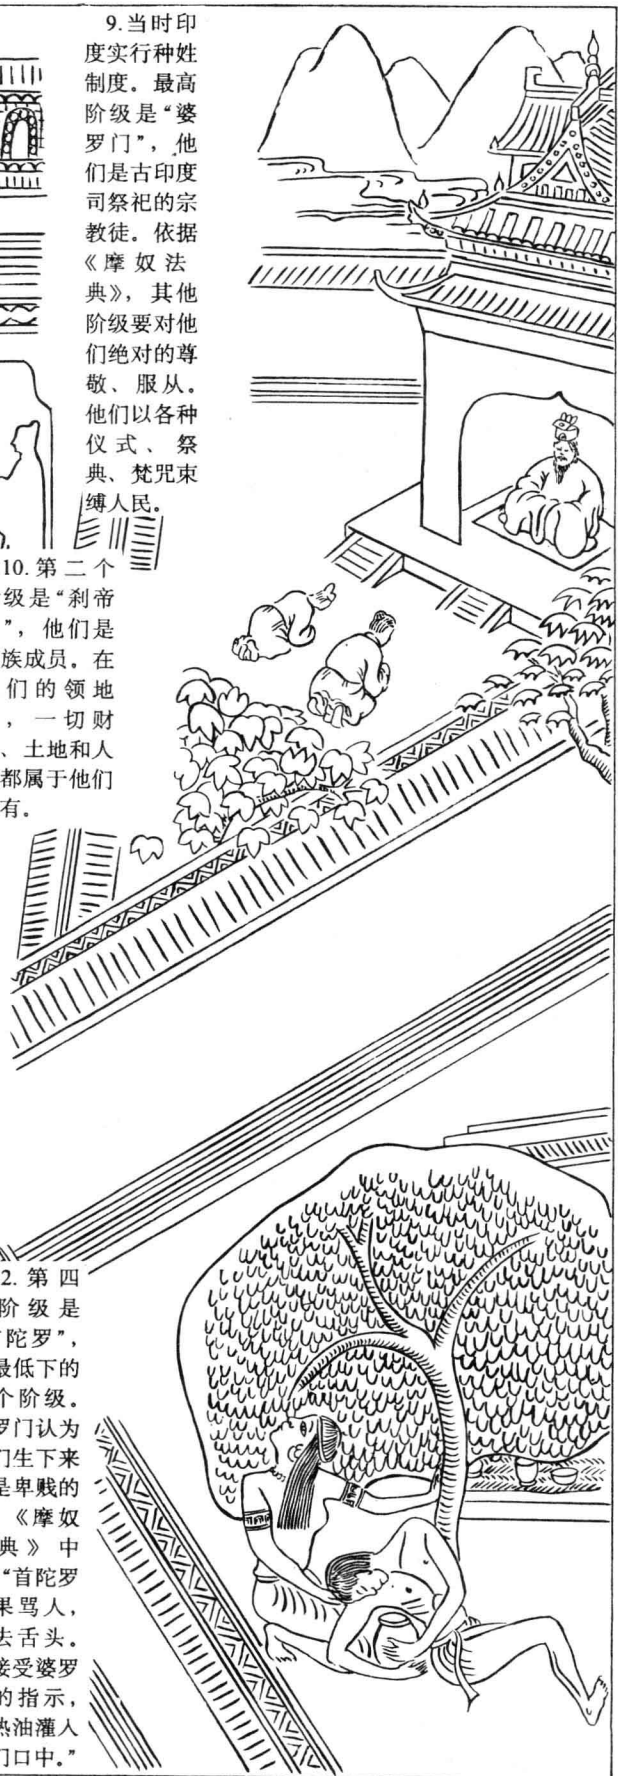 9.当时印
度实行种姓
制度。最高
阶级是“婆
罗门”，他
们是古印度
司祭祀的宗
教徒。依据
《摩奴法
典》，其他
阶级要对他
们绝对的尊
敬、服从。
他们以各种
仪式、祭
典、梵咒束
缚人民。
10.第二个
级是“刹帝
”，他们是
族成员。在
们的领地
，一切财
、土地和人
都属于他们
有。
2.第四
阶级是
陀罗”，
最低下的
个阶级。
罗门认为
们生下来
是卑贱的
《摩奴
典》中
“首陀罗
果骂人，
去舌头。
接受婆罗
的指示，
热油灌人
门口中。”